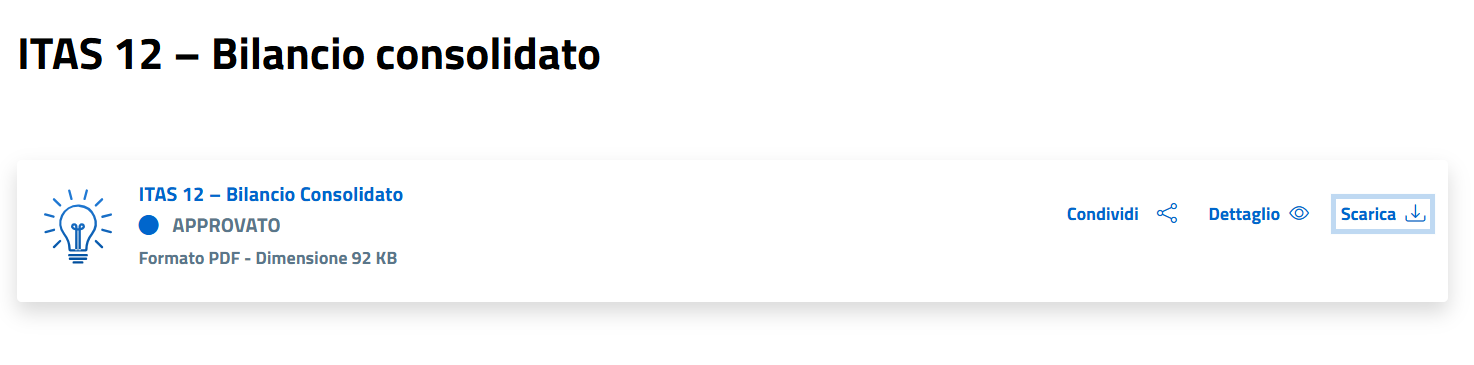 ITAS 12 – Bilancio consolidato
ITAS 12 – Bilancio Consolidato
APPROVATO
Formato PDF - Dimensione 92 KB
Condividi Dettaglio Scarica